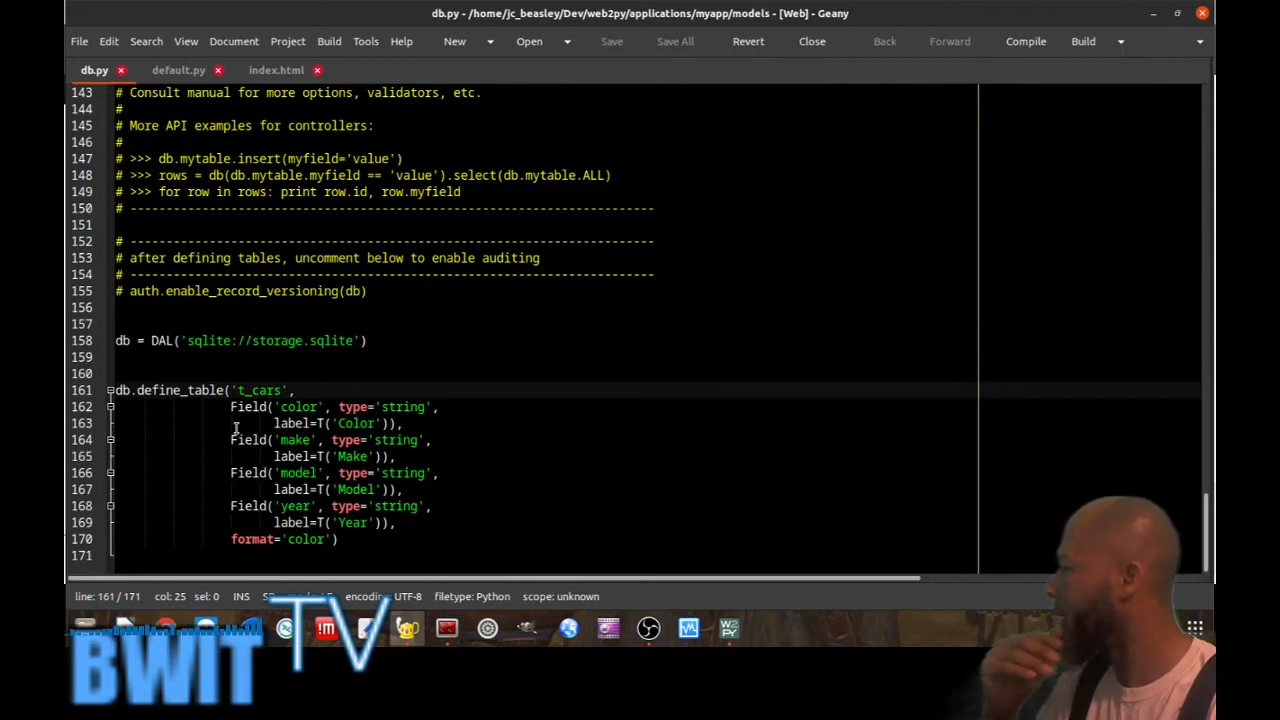 db.py - /home/jc_beasley/Dev/web2py/applications/myapp/models - [Web] - Geany
File Edit Search View Document Project Build Tools Help New Open Save Save All Revert Close Back Forward Compile Build
db.py default.py index.html
143 # Consult manual for more options, validators, etc.
144 #
145 # More API examples for controllers:
146 #
147 # >>> db.mytable.insert(myfield='value')
148 # >>> rows = db(db.mytable.myfield == 'value').select(db.mytable.ALL)
149 # >>> for row in rows: print row.id, row.myfield
150 # -------------------------------------------------------------------------
151
152 # -------------------------------------------------------------------------
153 # after defining tables, uncomment below to enable auditing
154 # -------------------------------------------------------------------------
155 # auth.enable_record_versioning(db)
156
157
158 db = DAL('sqlite://storage.sqlite')
159
160
161 db.define_table('t_cars',
162 Field('color', type='string',
163 label=T('Color')),
164 Field('make', type='string',
165 label=T('Make')),
166 Field('model', type='string',
167 label=T('Model')),
168 Field('year', type='string',
169 label=T('Year')),
170 format='color')
171
line: 161 / 171 col: 25 sel: 0 INS UTF-8 filetype: Python scope: unknown
BWIT TV